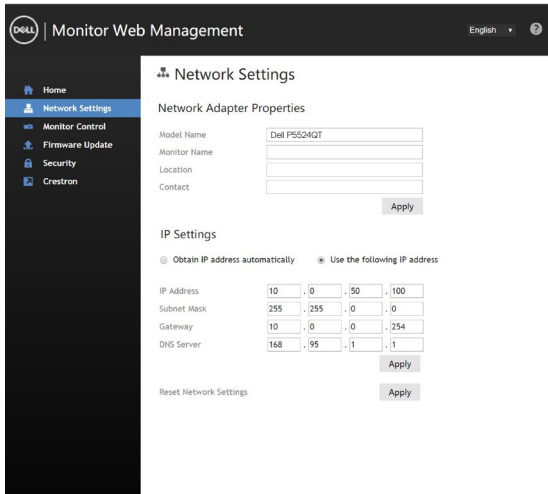 DELL | Monitor Web Management
English
?
Home
Network Settings
Monitor Control
Firmware Update
Security
Crestron
Network Settings
Network Adapter Properties
Model Name Dell P5524QT
Monitor Name
Location
Contact
Apply
IP Settings
Obtain IP address automatically Use the following IP address
IP Address 10 . 0 . 50 . 100
Subnet Mask 255 . 255 . 0 . 0
Gateway 10 . 0 . 0 . 254
DNS Server 168 . 95 . 1 . 1
Apply
Reset Network Settings Apply